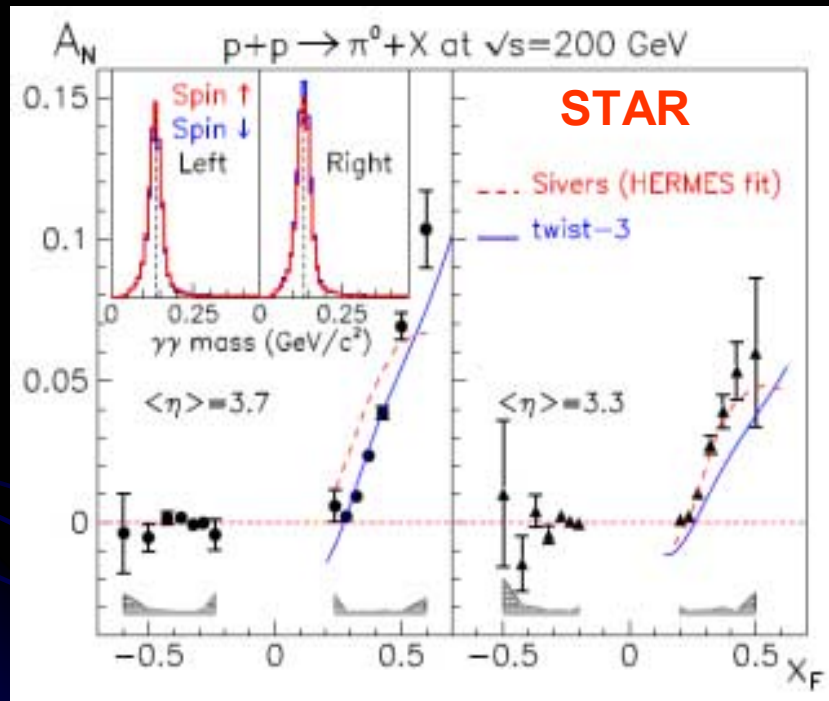 A_N p+p → π⁰+X at √s=200 GeV
0.15
0.1
0.05
0
Spin ↑
Spin ↓
Left
Right
0 0.25 0 0.25
γγ mass (GeV/c²)
STAR
Sivers (HERMES fit)
twist-3
<η>=3.7
<η>=3.3
-0.5 0 0.5 -0.5 0 0.5
x_F